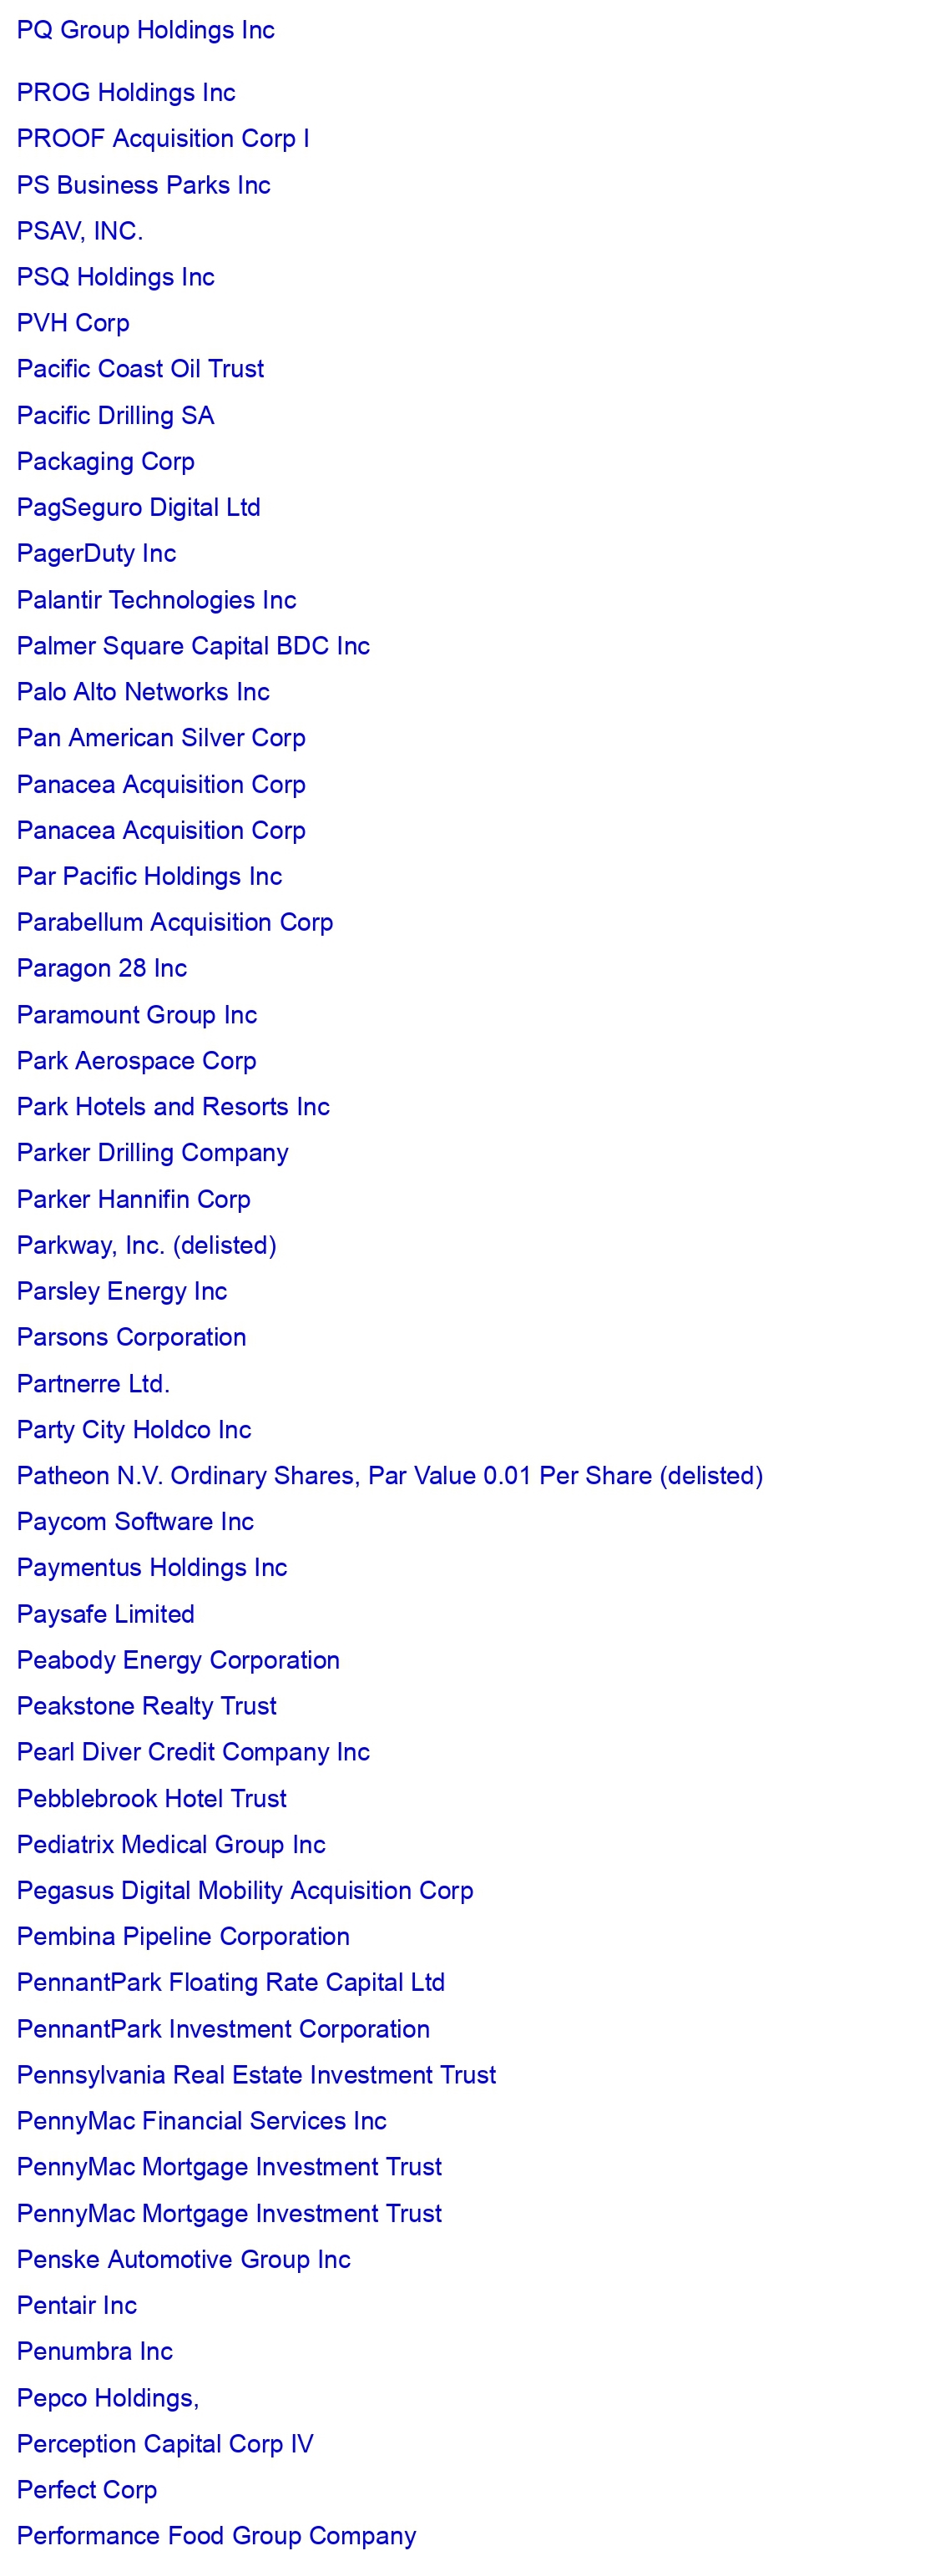 PQ Group Holdings Inc
PROG Holdings Inc
PROOF Acquisition Corp I
PS Business Parks Inc
PSAV, INC.
PSQ Holdings Inc
PVH Corp
Pacific Coast Oil Trust
Pacific Drilling SA
Packaging Corp
PagSeguro Digital Ltd
PagerDuty Inc
Palantir Technologies Inc
Palmer Square Capital BDC Inc
Palo Alto Networks Inc
Pan American Silver Corp
Panacea Acquisition Corp
Panacea Acquisition Corp
Par Pacific Holdings Inc
Parabellum Acquisition Corp
Paragon 28 Inc
Paramount Group Inc
Park Aerospace Corp
Park Hotels and Resorts Inc
Parker Drilling Company
Parker Hannifin Corp
Parkway, Inc. (delisted)
Parsley Energy Inc
Parsons Corporation
Partnerre Ltd.
Party City Holdco Inc
Patheon N.V. Ordinary Shares, Par Value 0.01 Per Share (delisted)
Paycom Software Inc
Paymentus Holdings Inc
Paysafe Limited
Peabody Energy Corporation
Peakstone Realty Trust
Pearl Diver Credit Company Inc
Pebblebrook Hotel Trust
Pediatrix Medical Group Inc
Pegasus Digital Mobility Acquisition Corp
Pembina Pipeline Corporation
PennantPark Floating Rate Capital Ltd
PennantPark Investment Corporation
Pennsylvania Real Estate Investment Trust
PennyMac Financial Services Inc
PennyMac Mortgage Investment Trust
PennyMac Mortgage Investment Trust
Penske Automotive Group Inc
Pentair Inc
Penumbra Inc
Pepco Holdings,
Perception Capital Corp IV
Perfect Corp
Performance Food Group Company